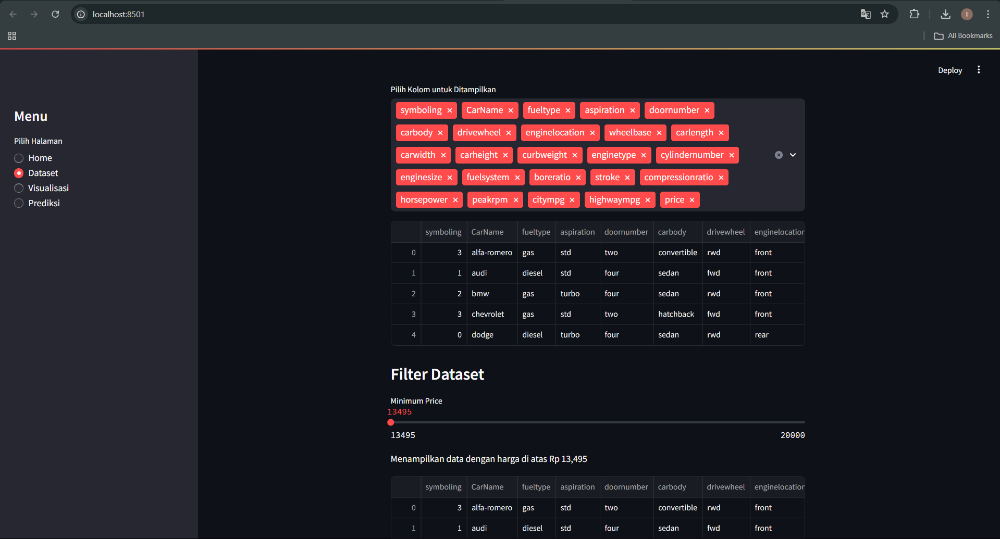 localhost:8501
All Bookmarks
Deploy
Menu
Pilih Halaman
Home
Dataset
Visualisasi
Prediksi
Pilih Kolom untuk Ditampilkan
symboling CarName fueltype aspiration doornumber
carbody drivewheel enginelocation wheelbase carlength
carwidth carheight curbweight enginetype cylindernumber
enginesize fuelsystem boreratio stroke compressionratio
horsepower peakrpm citympg highwaympg price
symboling CarName fueltype aspiration doornumber carbody drivewheel enginelocation
0 3 alfa-romero gas std two convertible rwd front
1 1 audi diesel std four sedan fwd front
2 2 bmw gas turbo four sedan rwd front
3 3 chevrolet gas std two hatchback fwd front
4 0 dodge diesel turbo four sedan rwd rear
Filter Dataset
Minimum Price
13495
13495 20000
Menampilkan data dengan harga di atas Rp 13,495
symboling CarName fueltype aspiration doornumber carbody drivewheel enginelocation
0 3 alfa-romero gas std two convertible rwd front
1 1 audi diesel std four sedan fwd front